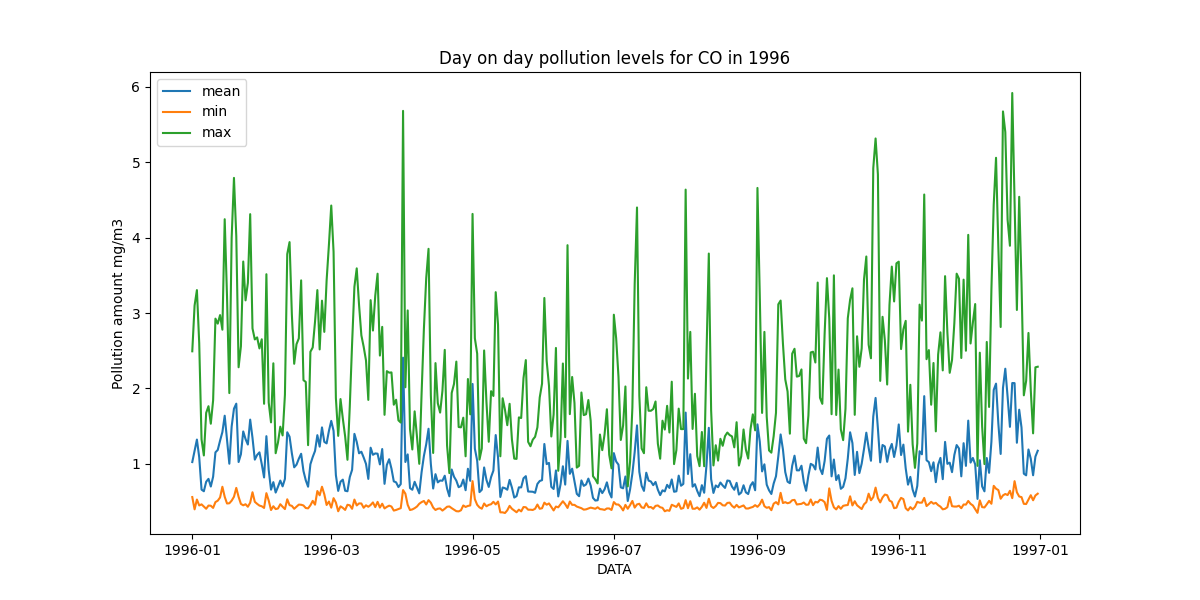 Day on day pollution levels for CO in 1996
mean
min
max
6
5
4
3
2
1
Pollution amount mg/m3
1996-01 1996-03 1996-05 1996-07 1996-09 1996-11 1997-01
DATA